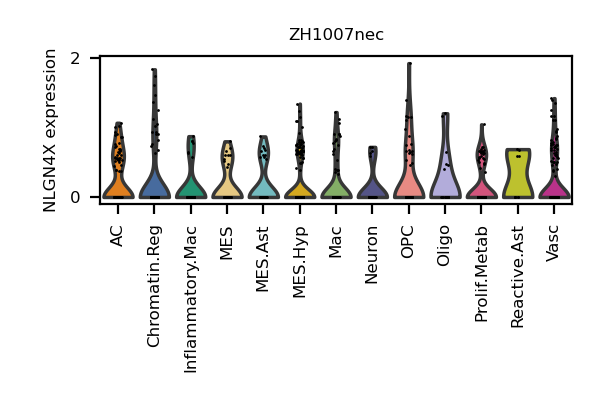 ZH1007nec
NLGN4X expression
2
0
AC
Chromatin.Reg
Inflammatory.Mac
MES
MES.Ast
MES.Hyp
Mac
Neuron
OPC
Oligo
Prolif.Metab
Reactive.Ast
Vasc